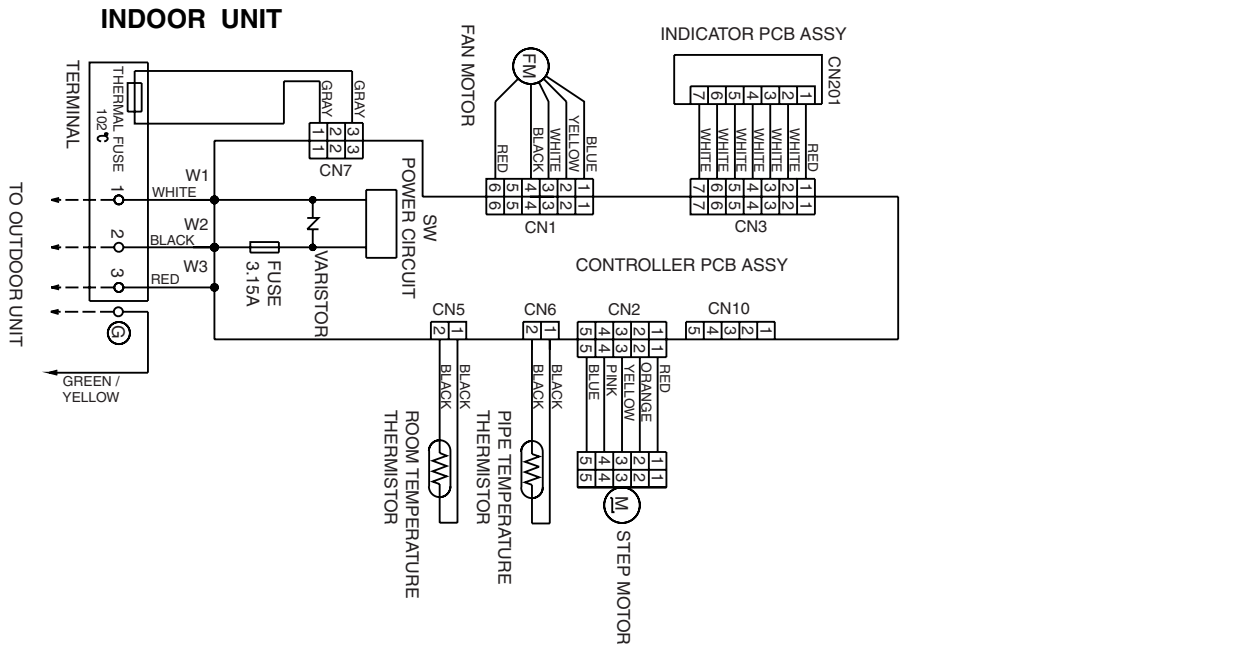 INDOOR UNIT
TERMINAL
THERMAL FUSE
102℃
GRAY
GRAY
1 2 3
1 2 3
CN7
TO OUTDOOR UNIT
1
W1
WHITE
2
W2
BLACK
3
W3
RED
G
GREEN /
YELLOW
FUSE
3.15A
VARISTOR
SW
POWER CIRCUIT
FAN MOTOR
FM
RED
BLACK
WHITE
YELLOW
BLUE
6 5 4 3 2 1
6 5 4 3 2 1
CN1
INDICATOR PCB ASSY
CN201
7 6 5 4 3 2 1
WHITE
WHITE
WHITE
WHITE
WHITE
WHITE
RED
7 6 5 4 3 2 1
7 6 5 4 3 2 1
CN3
CONTROLLER PCB ASSY
CN5
2 1
BLACK
BLACK
ROOM TEMPERATURE
THERMISTOR
CN6
2 1
BLACK
BLACK
PIPE TEMPERATURE
THERMISTOR
CN2
5 4 3 2 1
5 4 3 2 1
BLUE
PINK
YELLOW
ORANGE
RED
5 4 3 2 1
5 4 3 2 1
M
STEP MOTOR
CN10
5 4 3 2 1